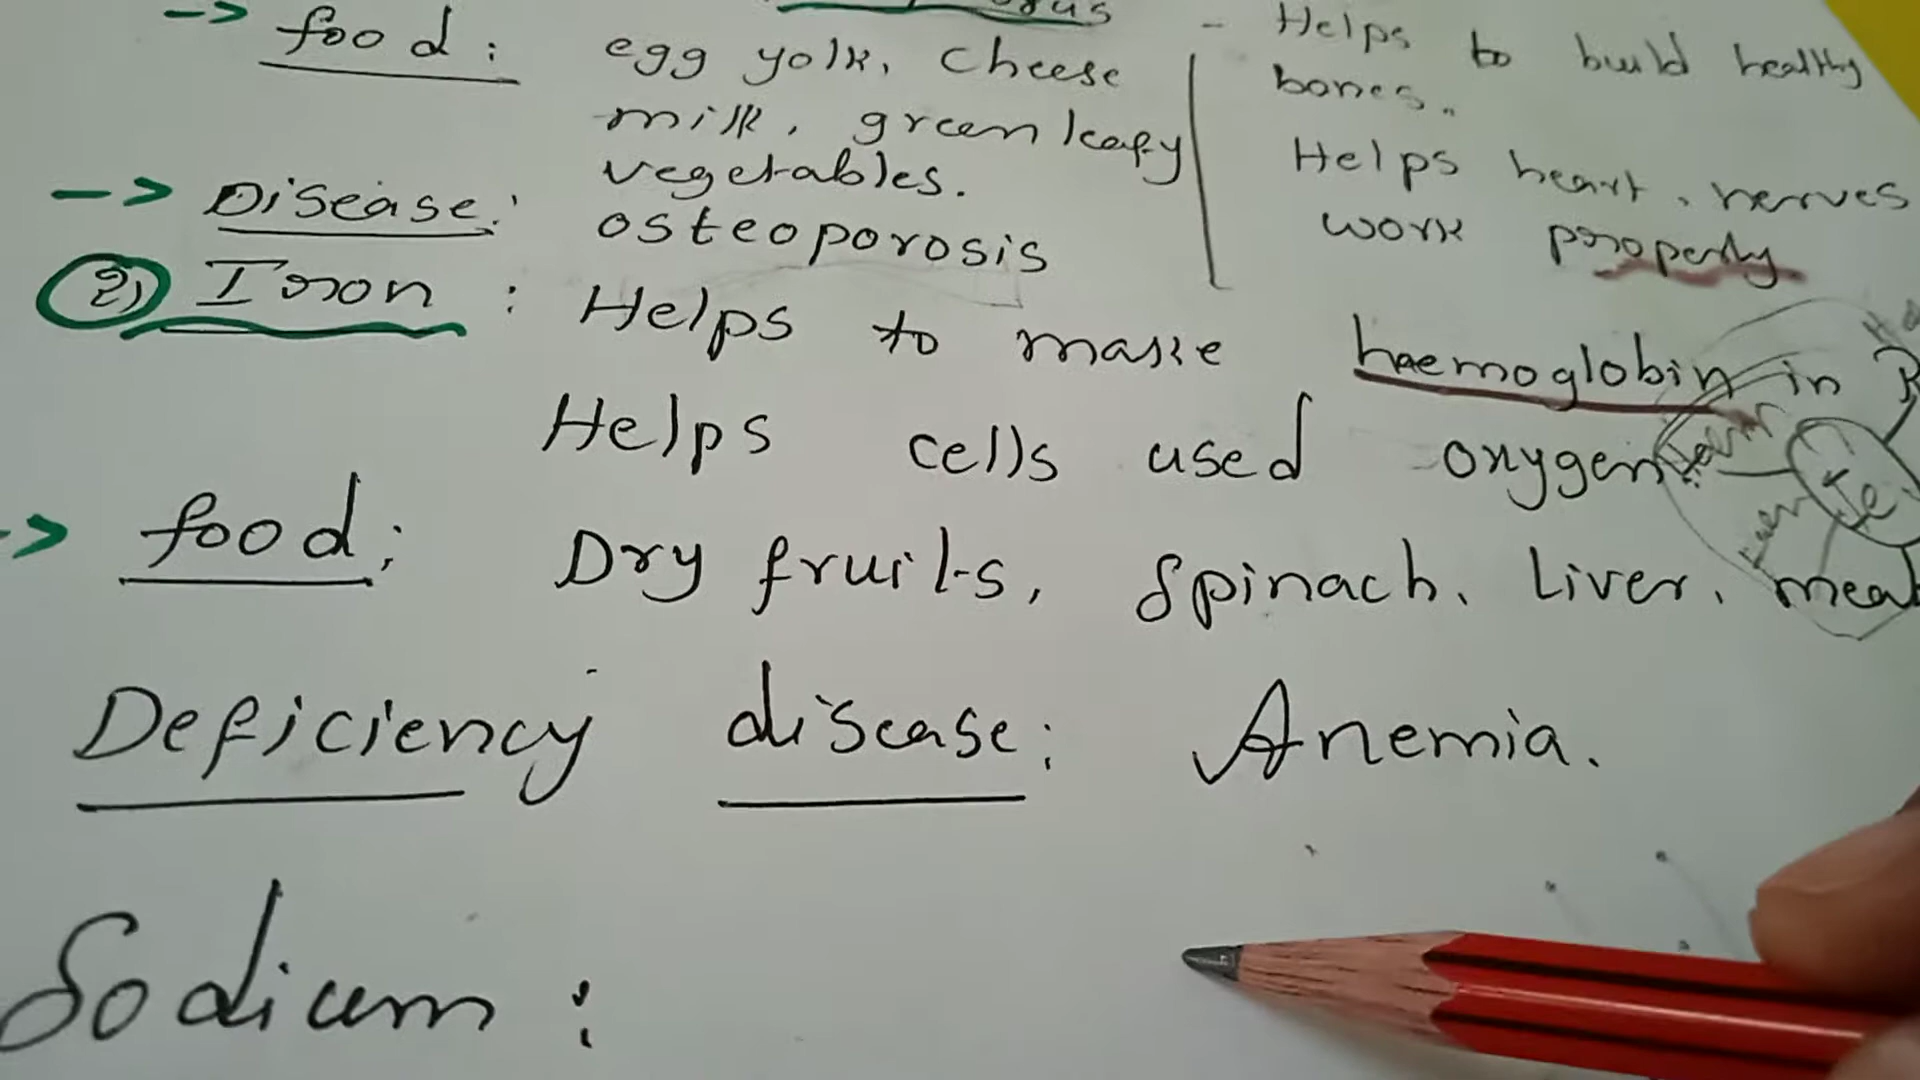 -> food: egg yolk, cheese
milk, green leafy
vegetables.
- Helps to build healthy
bones.
Helps heart, nerves
work properly
-> Disease: osteoporosis
2) Iron : Helps to make haemoglobin in
Helps cells used oxygen
-> food: Dry fruits, Spinach, Liver,
Deficiency disease: Anemia.
Sodium :